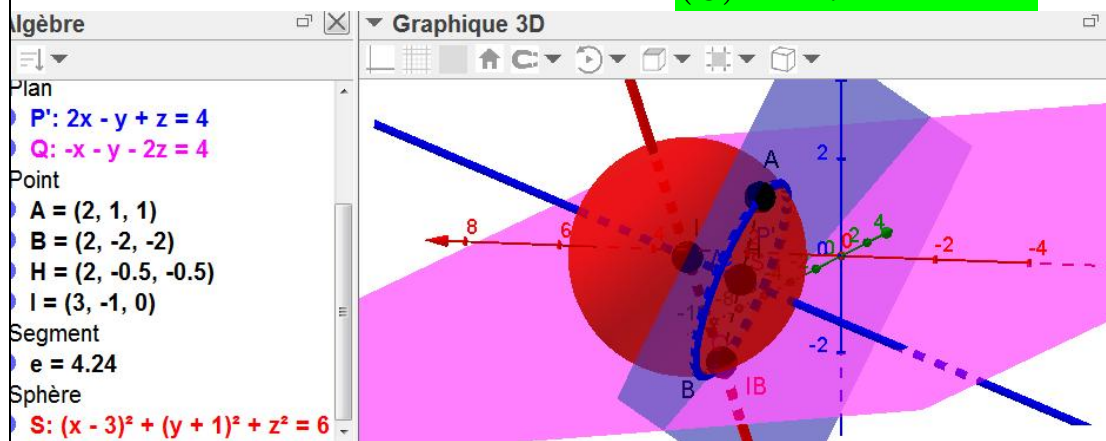 lgèbre
Graphique 3D
Plan
P': 2x - y + z = 4
Q: -x - y - 2z = 4
Point
A = (2, 1, 1)
B = (2, -2, -2)
H = (2, -0.5, -0.5)
I = (3, -1, 0)
Segment
e = 4.24
Sphère
S: (x - 3)² + (y + 1)² + z² = 6
A
2
8
6
4
I
P'
0
0
2
4
-2
-4
-2
B
IB